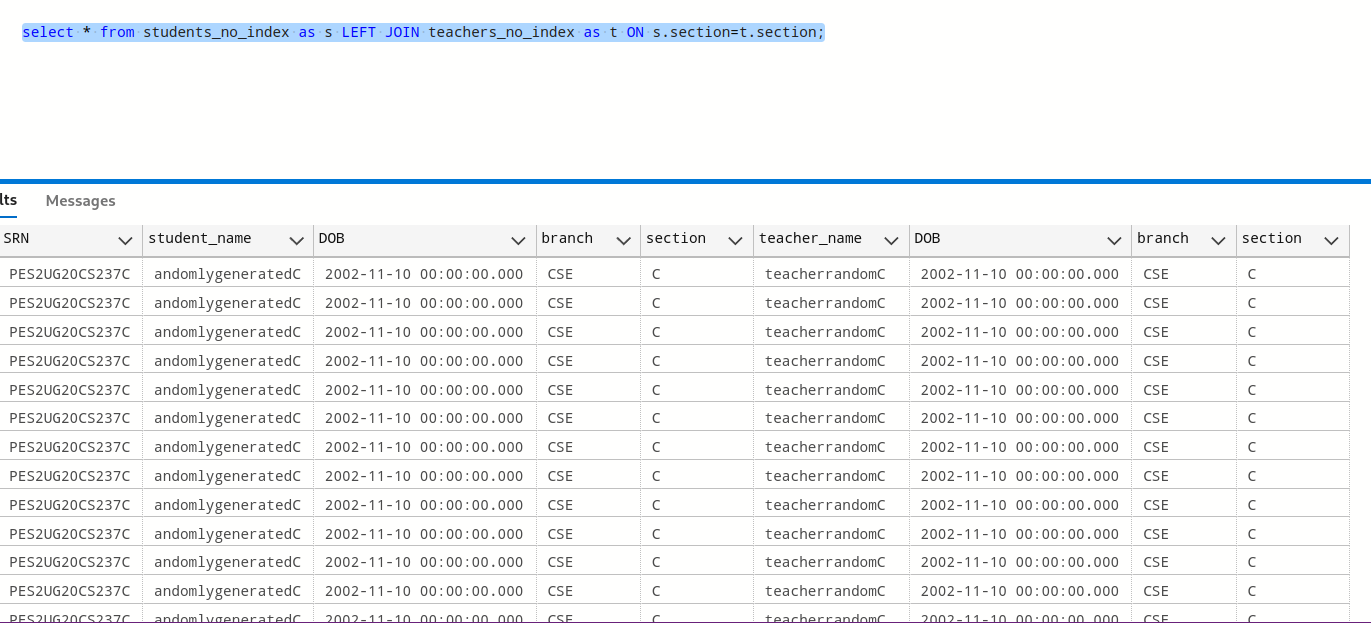 select * from students_no_index as s LEFT JOIN teachers_no_index as t ON s.section=t.section;
lts Messages
SRN student_name DOB branch section teacher_name DOB branch section
PES2UG20CS237C andomlygeneratedC 2002-11-10 00:00:00.000 CSE C teacherrandomC 2002-11-10 00:00:00.000 CSE C
PES2UG20CS237C andomlygeneratedC 2002-11-10 00:00:00.000 CSE C teacherrandomC 2002-11-10 00:00:00.000 CSE C
PES2UG20CS237C andomlygeneratedC 2002-11-10 00:00:00.000 CSE C teacherrandomC 2002-11-10 00:00:00.000 CSE C
PES2UG20CS237C andomlygeneratedC 2002-11-10 00:00:00.000 CSE C teacherrandomC 2002-11-10 00:00:00.000 CSE C
PES2UG20CS237C andomlygeneratedC 2002-11-10 00:00:00.000 CSE C teacherrandomC 2002-11-10 00:00:00.000 CSE C
PES2UG20CS237C andomlygeneratedC 2002-11-10 00:00:00.000 CSE C teacherrandomC 2002-11-10 00:00:00.000 CSE C
PES2UG20CS237C andomlygeneratedC 2002-11-10 00:00:00.000 CSE C teacherrandomC 2002-11-10 00:00:00.000 CSE C
PES2UG20CS237C andomlygeneratedC 2002-11-10 00:00:00.000 CSE C teacherrandomC 2002-11-10 00:00:00.000 CSE C
PES2UG20CS237C andomlygeneratedC 2002-11-10 00:00:00.000 CSE C teacherrandomC 2002-11-10 00:00:00.000 CSE C
PES2UG20CS237C andomlygeneratedC 2002-11-10 00:00:00.000 CSE C teacherrandomC 2002-11-10 00:00:00.000 CSE C
PES2UG20CS237C andomlygeneratedC 2002-11-10 00:00:00.000 CSE C teacherrandomC 2002-11-10 00:00:00.000 CSE C
PES2UG20CS237C andomlygeneratedC 2002-11-10 00:00:00.000 CSE C teacherrandomC 2002-11-10 00:00:00.000 CSE C
PES2UG20CS237C andomlygeneratedC 2002-11-10 00:00:00.000 CSE C teacherrandomC 2002-11-10 00:00:00.000 CSE C